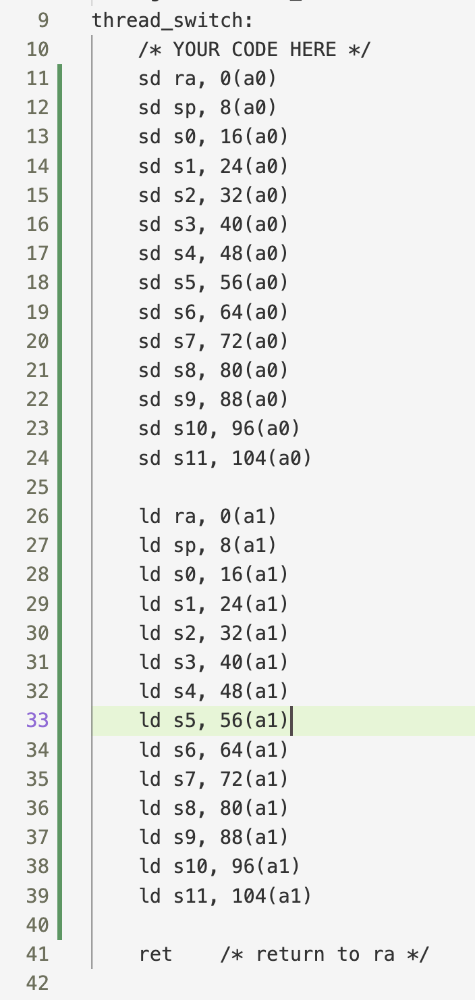 9 thread_switch:
10 /* YOUR CODE HERE */
11 sd ra, 0(a0)
12 sd sp, 8(a0)
13 sd s0, 16(a0)
14 sd s1, 24(a0)
15 sd s2, 32(a0)
16 sd s3, 40(a0)
17 sd s4, 48(a0)
18 sd s5, 56(a0)
19 sd s6, 64(a0)
20 sd s7, 72(a0)
21 sd s8, 80(a0)
22 sd s9, 88(a0)
23 sd s10, 96(a0)
24 sd s11, 104(a0)
25
26 ld ra, 0(a1)
27 ld sp, 8(a1)
28 ld s0, 16(a1)
29 ld s1, 24(a1)
30 ld s2, 32(a1)
31 ld s3, 40(a1)
32 ld s4, 48(a1)
33 ld s5, 56(a1)
34 ld s6, 64(a1)
35 ld s7, 72(a1)
36 ld s8, 80(a1)
37 ld s9, 88(a1)
38 ld s10, 96(a1)
39 ld s11, 104(a1)
40
41 ret /* return to ra */
42